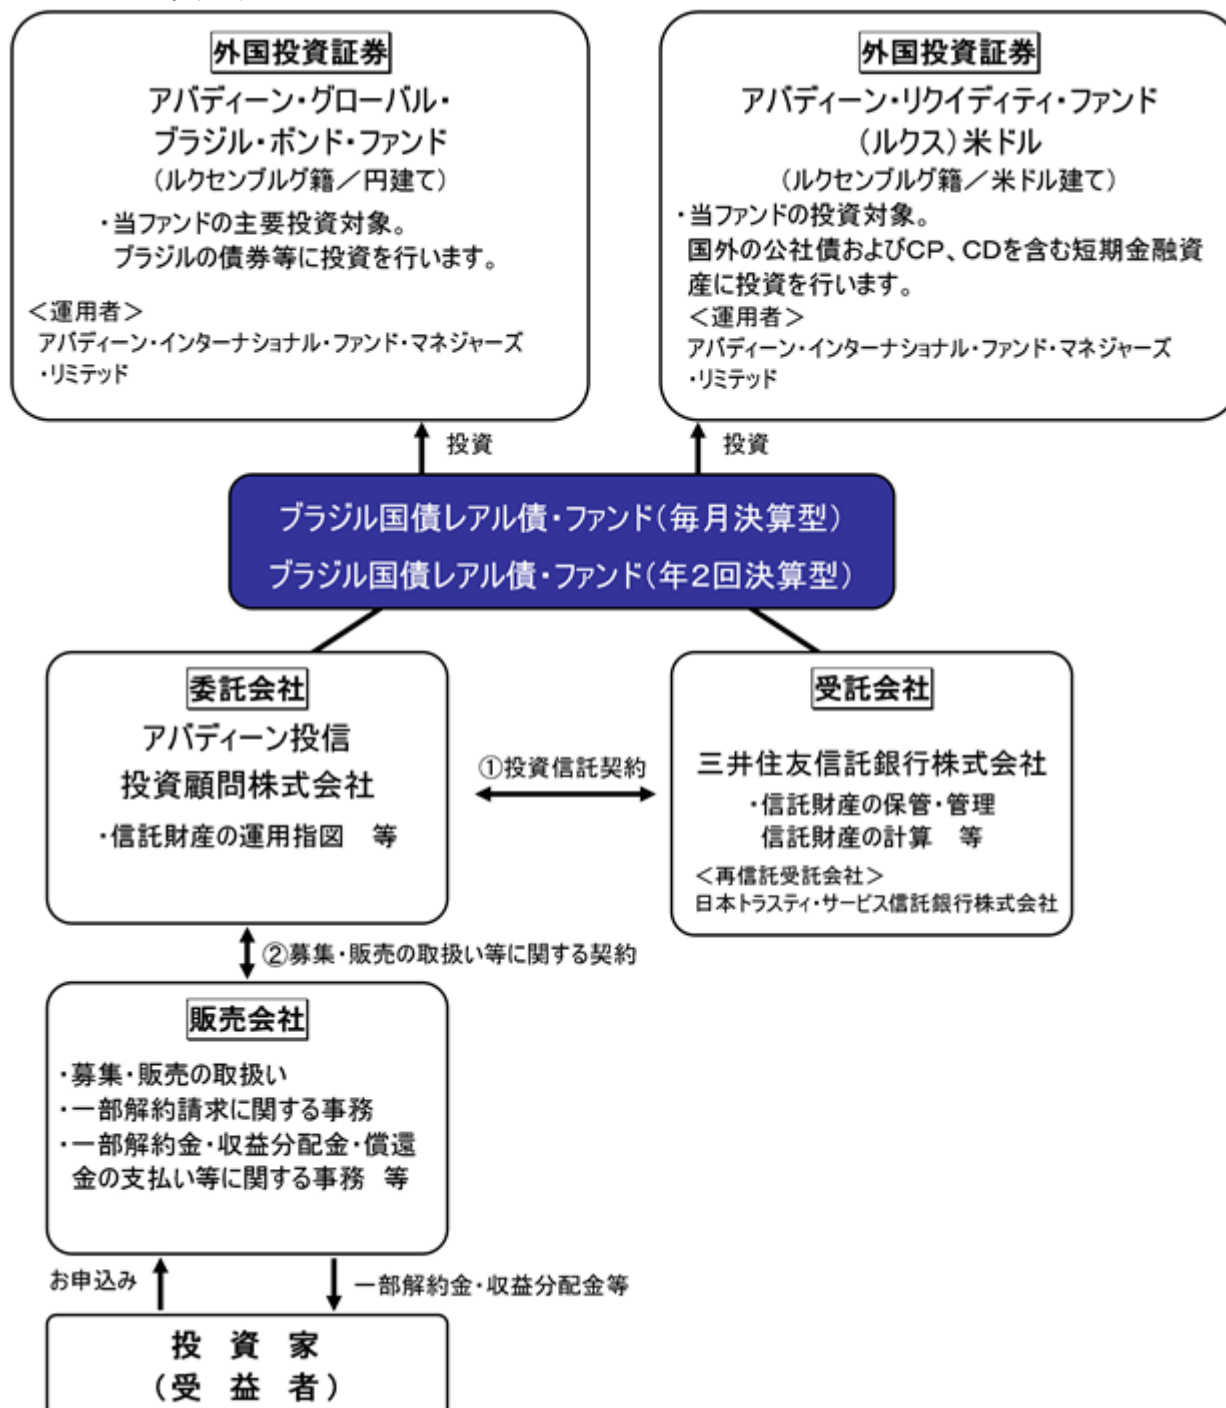 外国投資証券
アバディーン・グローバル・
ブラジル・ボンド・ファンド
(ルクセンブルグ籍／円建て)
・当ファンドの主要投資対象。
ブラジルの債券等に投資を行います。
＜運用者＞
アバディーン・インターナショナル・ファンド・マネジャーズ
・リミテッド
外国投資証券
アバディーン・リクイディティ・ファンド
(ルクス)米ドル
(ルクセンブルグ籍／米ドル建て)
・当ファンドの投資対象。
国外の公社債およびCP、CDを含む短期金融資
産に投資を行います。
＜運用者＞
アバディーン・インターナショナル・ファンド・マネジャーズ
・リミテッド
投資
投資
ブラジル国債レアル債・ファンド(毎月決算型)
ブラジル国債レアル債・ファンド(年2回決算型)
委託会社
アバディーン投信
投資顧問株式会社
・信託財産の運用指図　等
①投資信託契約
受託会社
三井住友信託銀行株式会社
・信託財産の保管・管理
信託財産の計算　等
＜再信託受託会社＞
日本トラスティ・サービス信託銀行株式会社
②募集・販売の取扱い等に関する契約
販売会社
・募集・販売の取扱い
・一部解約請求に関する事務
・一部解約金・収益分配金・償還
金の支払い等に関する事務　等
お申込み
一部解約金・収益分配金等
投　資　家
(受　益　者)